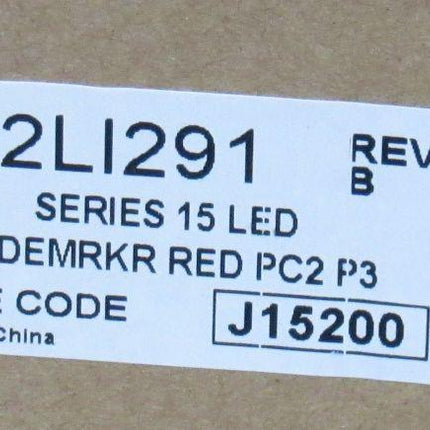 2LI291
REV
B
SERIES 15 LED
DEMRKR RED PC2 P3
E CODE
J15200
China